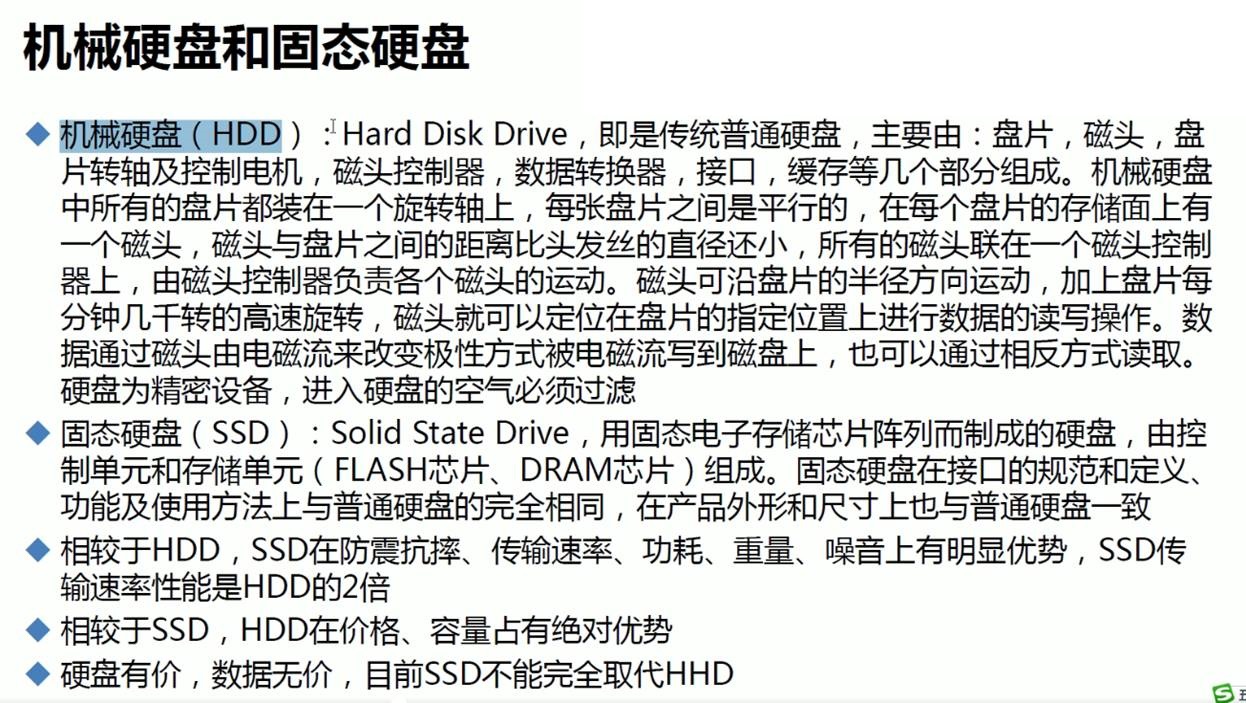 机械硬盘和固态硬盘
机械硬盘（HDD）：Hard Disk Drive，即是传统普通硬盘，主要由：盘片，磁头，盘
片转轴及控制电机，磁头控制器，数据转换器，接口，缓存等几个部分组成。机械硬盘
中所有的盘片都装在一个旋转轴上，每张盘片之间是平行的，在每个盘片的存储面上有
一个磁头，磁头与盘片之间的距离比头发丝的直径还小，所有的磁头联在一个磁头控制
器上，由磁头控制器负责各个磁头的运动。磁头可沿盘片的半径方向运动，加上盘片每
分钟几千转的高速旋转，磁头就可以定位在盘片的指定位置上进行数据的读写操作。数
据通过磁头由电磁流来改变极性方式被电磁流写到磁盘上，也可以通过相反方式读取。
硬盘为精密设备，进入硬盘的空气必须过滤
固态硬盘（SSD）：Solid State Drive，用固态电子存储芯片阵列而制成的硬盘，由控
制单元和存储单元（FLASH芯片、DRAM芯片）组成。固态硬盘在接口的规范和定义、
功能及使用方法上与普通硬盘的完全相同，在产品外形和尺寸上也与普通硬盘一致
相较于HDD，SSD在防震抗摔、传输速率、功耗、重量、噪音上有明显优势，SSD传
输速率性能是HDD的2倍
相较于SSD，HDD在价格、容量占有绝对优势
硬盘有价，数据无价，目前SSD不能完全取代HHD